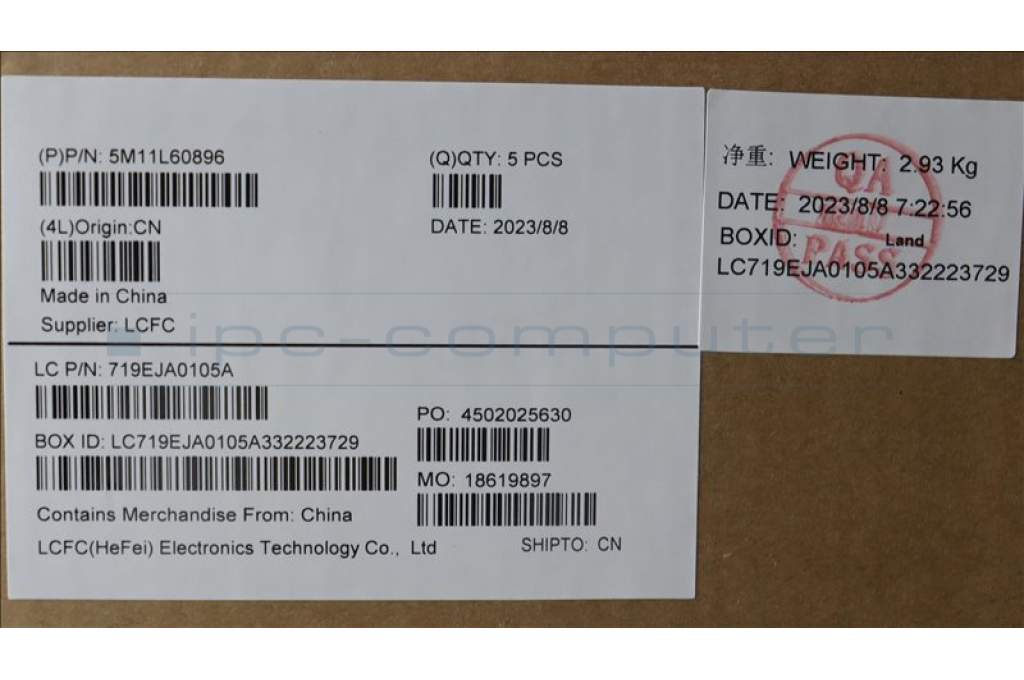 (P)P/N: 5M11L60896
(Q)QTY: 5 PCS
(4L)Origin:CN
DATE: 2023/8/8
Made in China
Supplier: LCFC
LC P/N: 719EJA0105A
PO: 4502025630
BOX ID: LC719EJA0105A332223729
MO: 18619897
Contains Merchandise From: China
LCFC(HeFei) Electronics Technology Co., Ltd
SHIPTO: CN
净重: WEIGHT: 2.93 Kg
DATE: 2023/8/8 7:22:56
BOXID: Land
LC719EJA0105A332223729
QA
PASS
ipc-computer